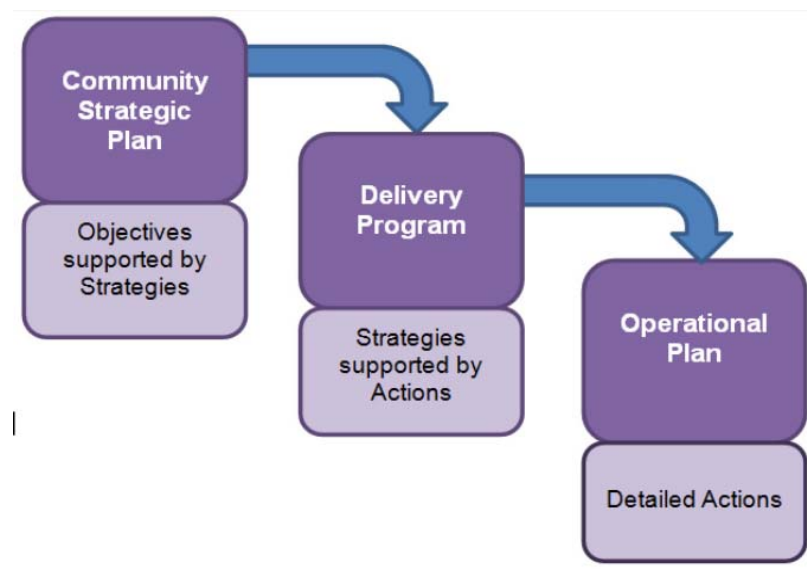 Community
Strategic
Plan
Objectives
supported by
Strategies
Delivery
Program
Strategies
supported by
Actions
Operational
Plan
Detailed Actions